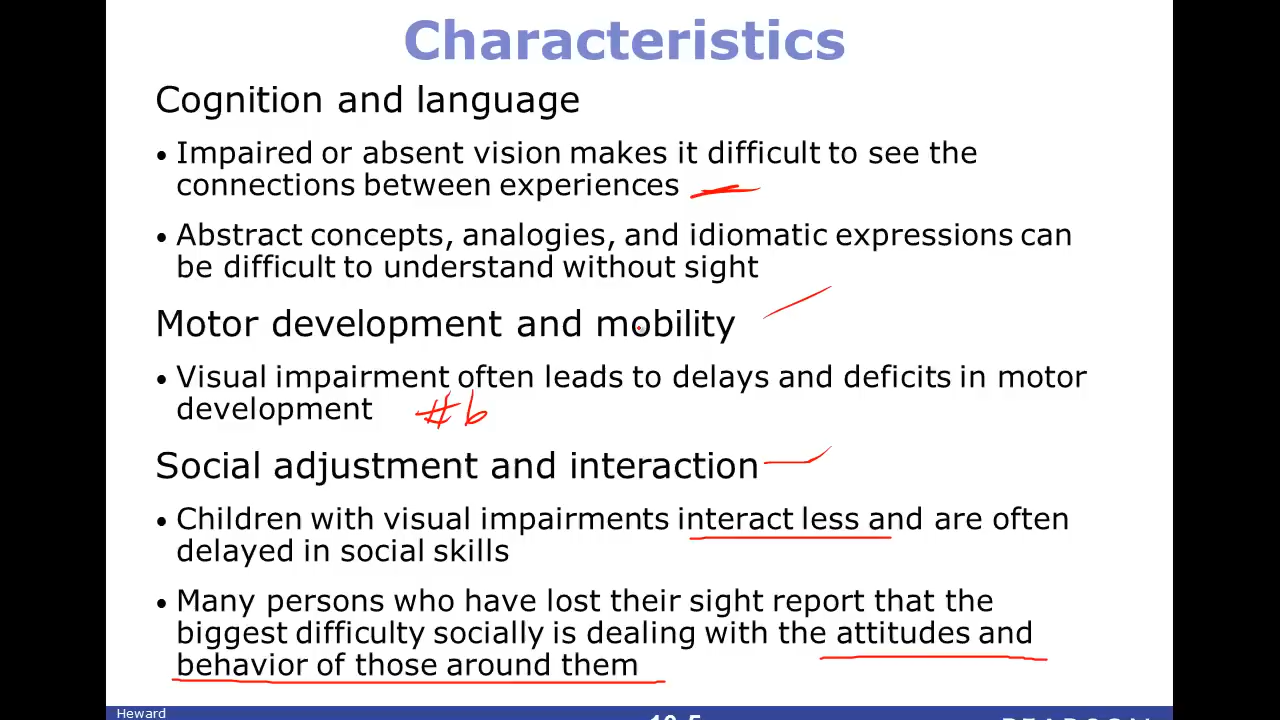 Characteristics
Cognition and language
• Impaired or absent vision makes it difficult to see the
connections between experiences
• Abstract concepts, analogies, and idiomatic expressions can
be difficult to understand without sight
Motor development and mobility
• Visual impairment often leads to delays and deficits in motor
development #6
Social adjustment and interaction
• Children with visual impairments interact less and are often
delayed in social skills
• Many persons who have lost their sight report that the
biggest difficulty socially is dealing with the attitudes and
behavior of those around them
Heward